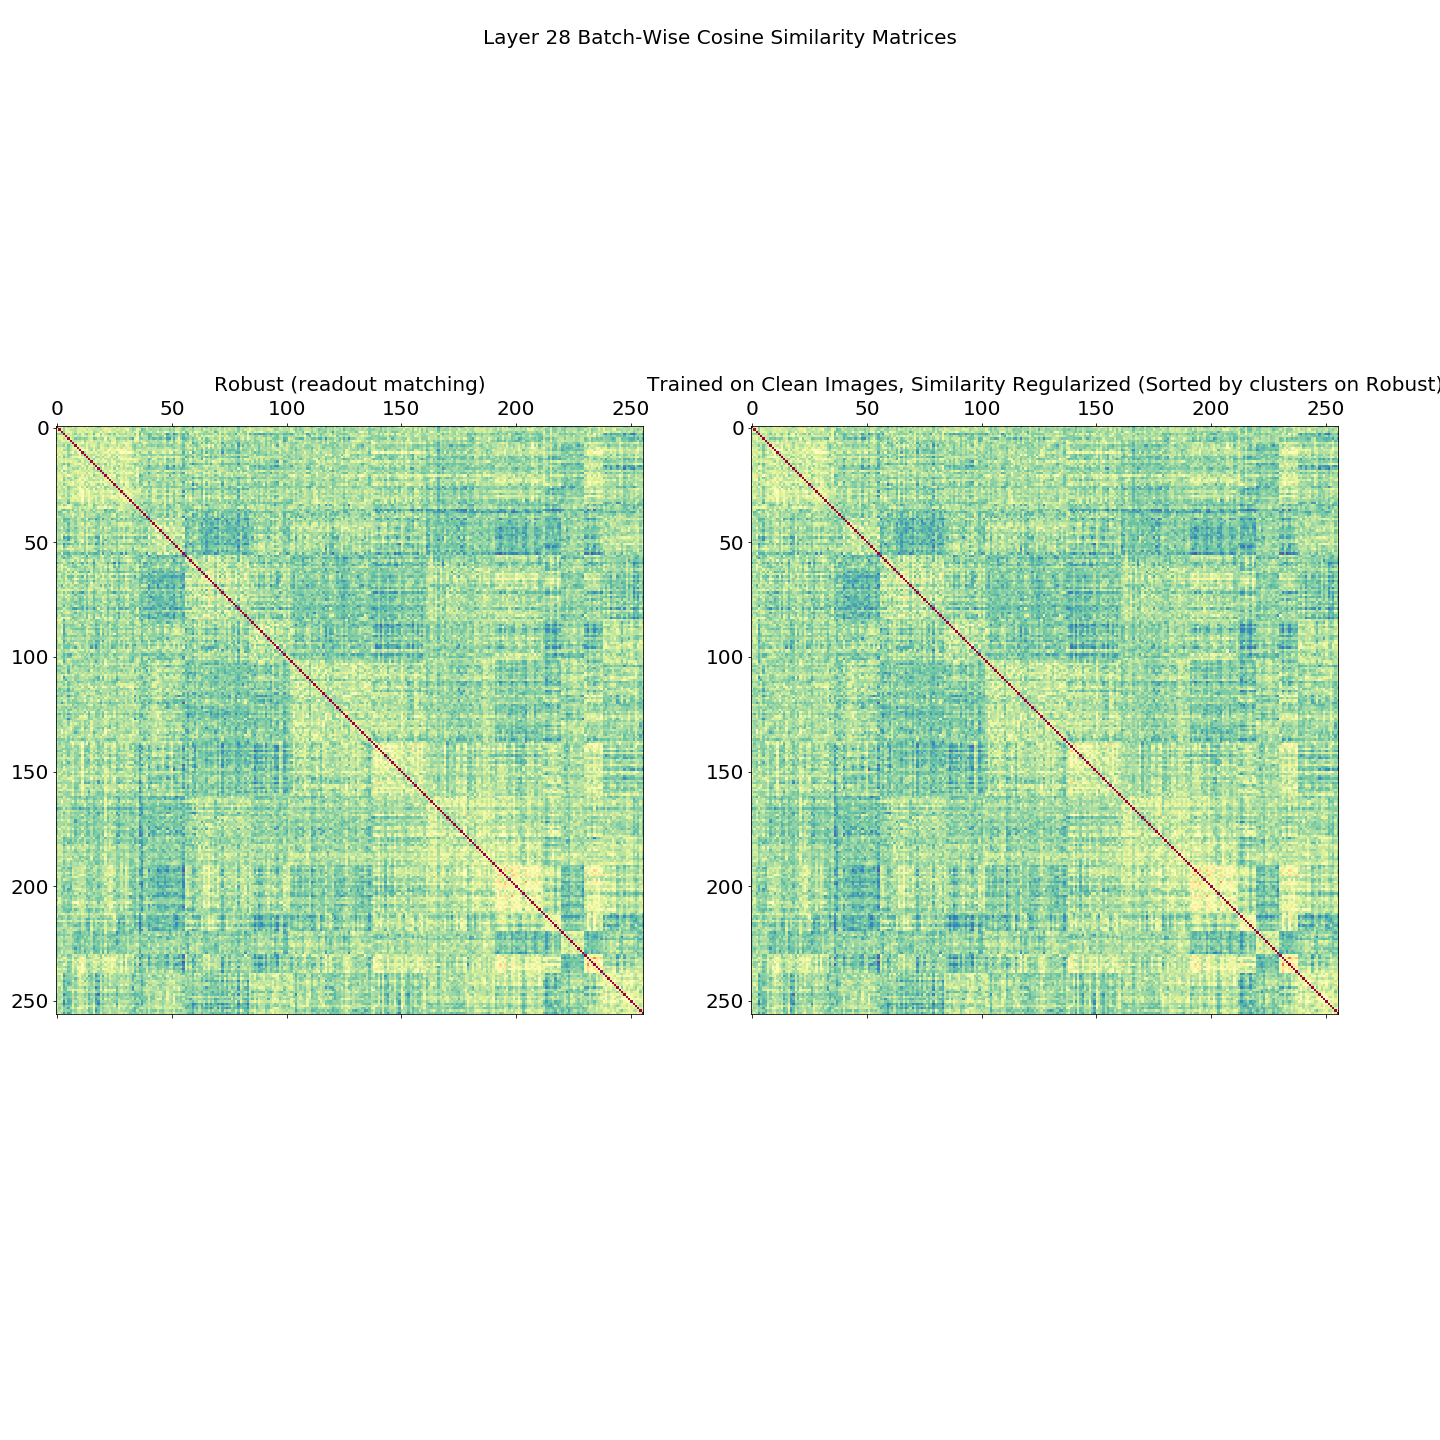 Layer 28 Batch-Wise Cosine Similarity Matrices
Robust (readout matching)
Trained on Clean Images, Similarity Regularized (Sorted by clusters on Robust)
0 50 100 150 200 250
0 50 100 150 200 250
0
50
100
150
200
250
0
50
100
150
200
250